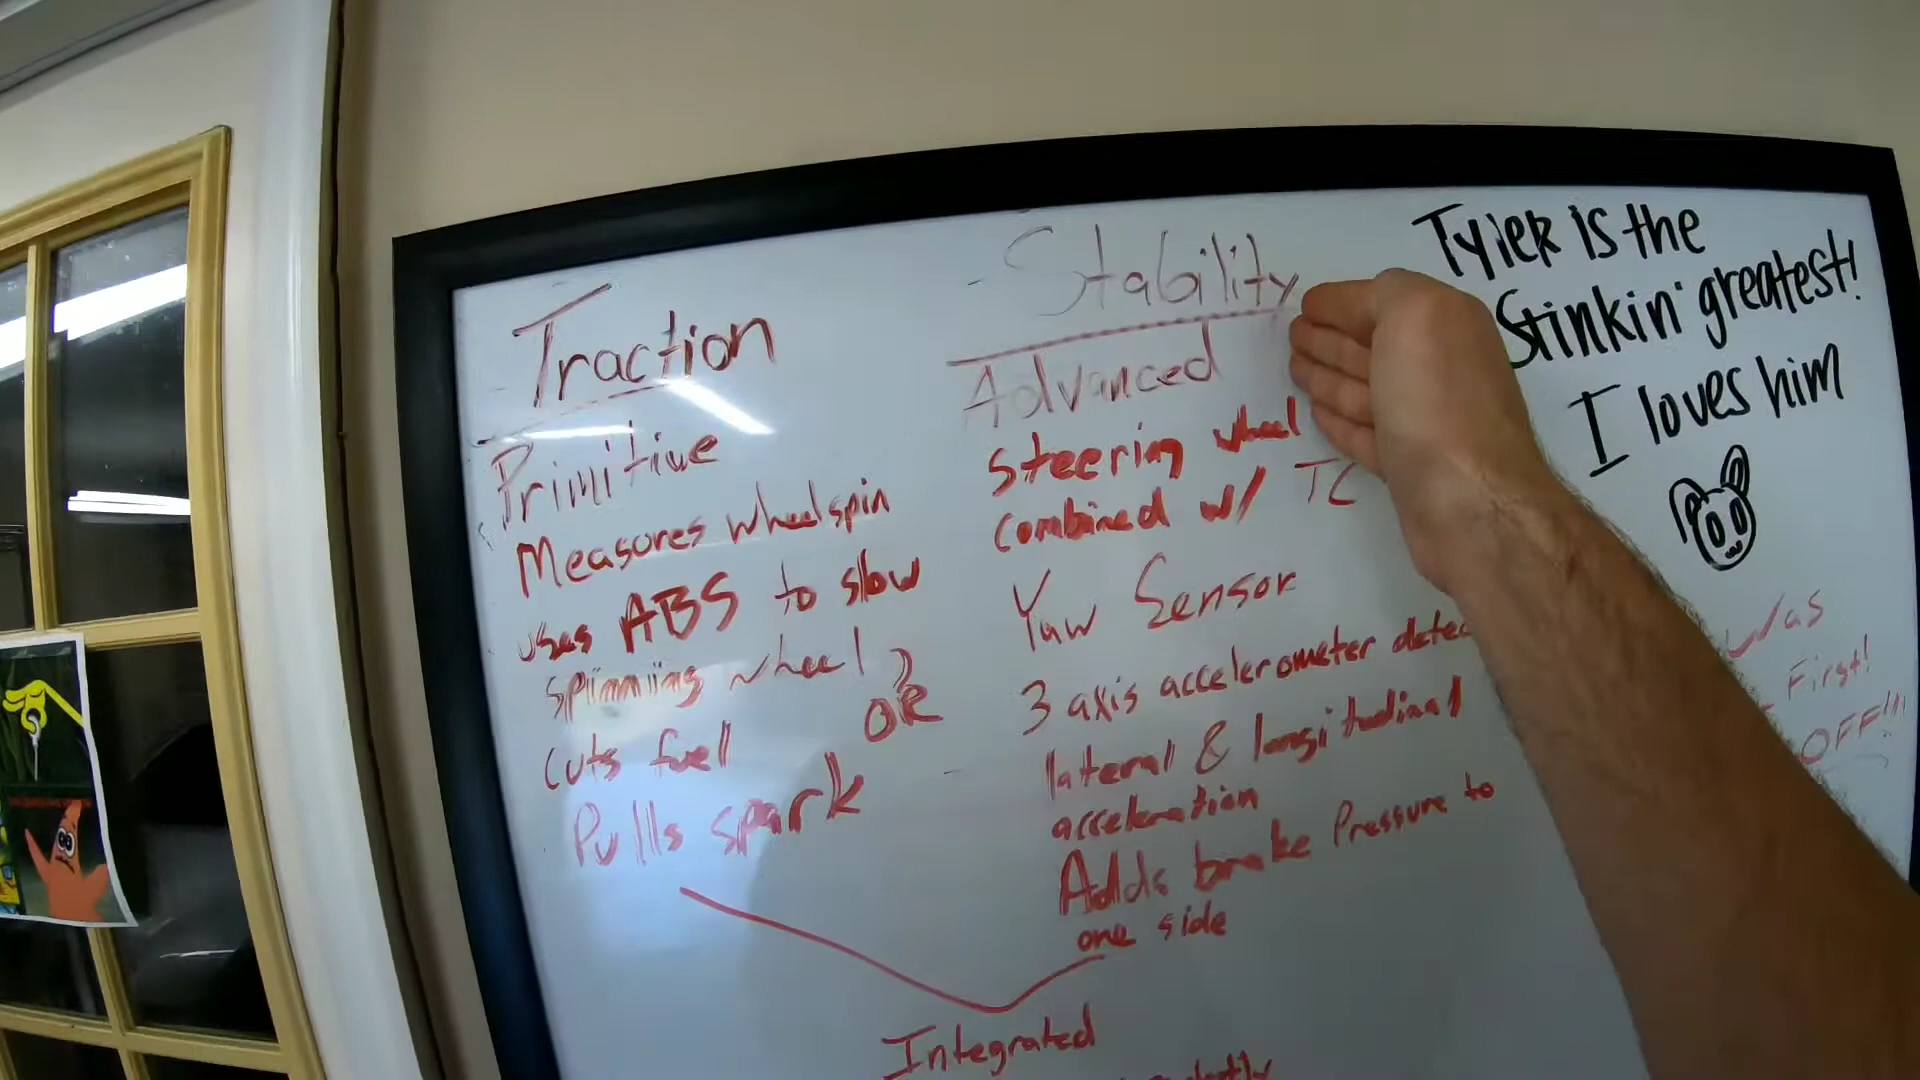 Traction
Primitive
Measures wheelspin
uses ABS to slow
spinning wheel,
OR
cuts fuel
Pulls spark
- Stability
Advanced
Steering wheel
combined w/ TC
Yaw Sensor
3 axis accelerometer detec
lateral & longitudinal
acceleration
Adds brake Pressure to
one side
Integrated
Tyler is the
Stinkin' greatest!
I loves him
Was
First!
OFF!!!